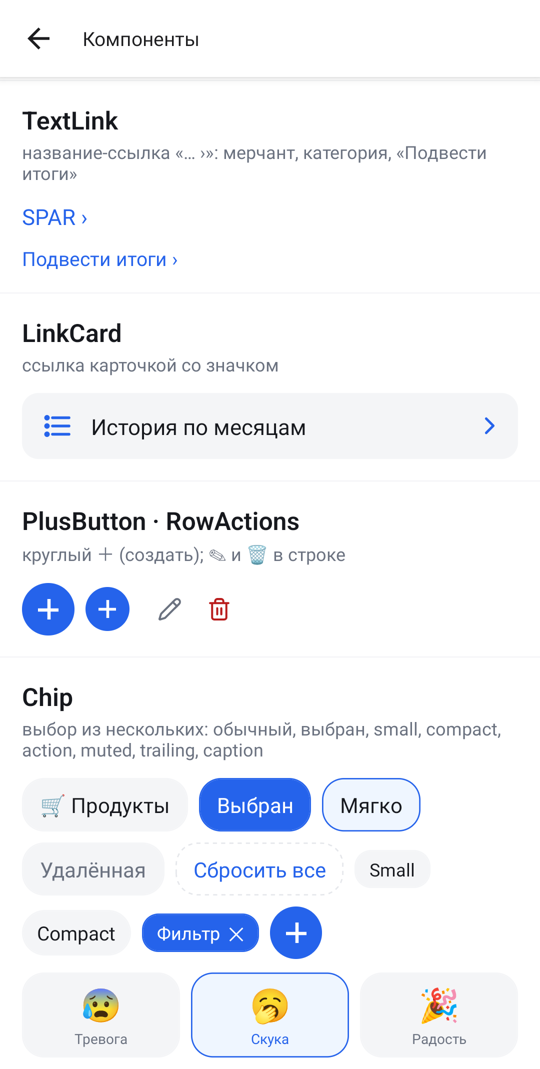 Компоненты
TextLink
название-ссылка «… ›»: мерчант, категория, «Подвести
итоги»
SPAR ›
Подвести итоги ›
LinkCard
ссылка карточкой со значком
История по месяцам
PlusButton · RowActions
круглый ＋ (создать); ✎ и 🗑 в строке
Chip
выбор из нескольких: обычный, выбран, small, compact,
action, muted, trailing, caption
🛒 Продукты Выбран Мягко
Удалённая Сбросить все Small
Compact Фильтр
Тревога Скука Радость